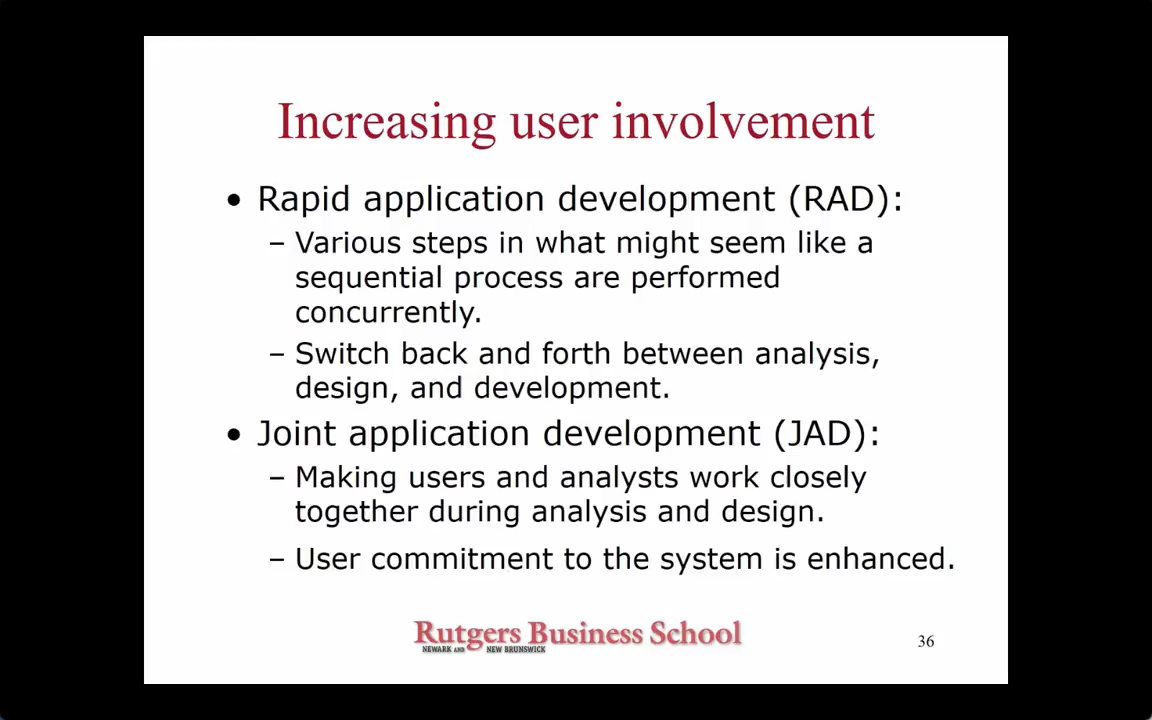 Increasing user involvement
• Rapid application development (RAD):
– Various steps in what might seem like a
sequential process are performed
concurrently.
– Switch back and forth between analysis,
design, and development.
• Joint application development (JAD):
– Making users and analysts work closely
together during analysis and design.
– User commitment to the system is enhanced.
Rutgers Business School
NEWARK AND NEW BRUNSWICK
36